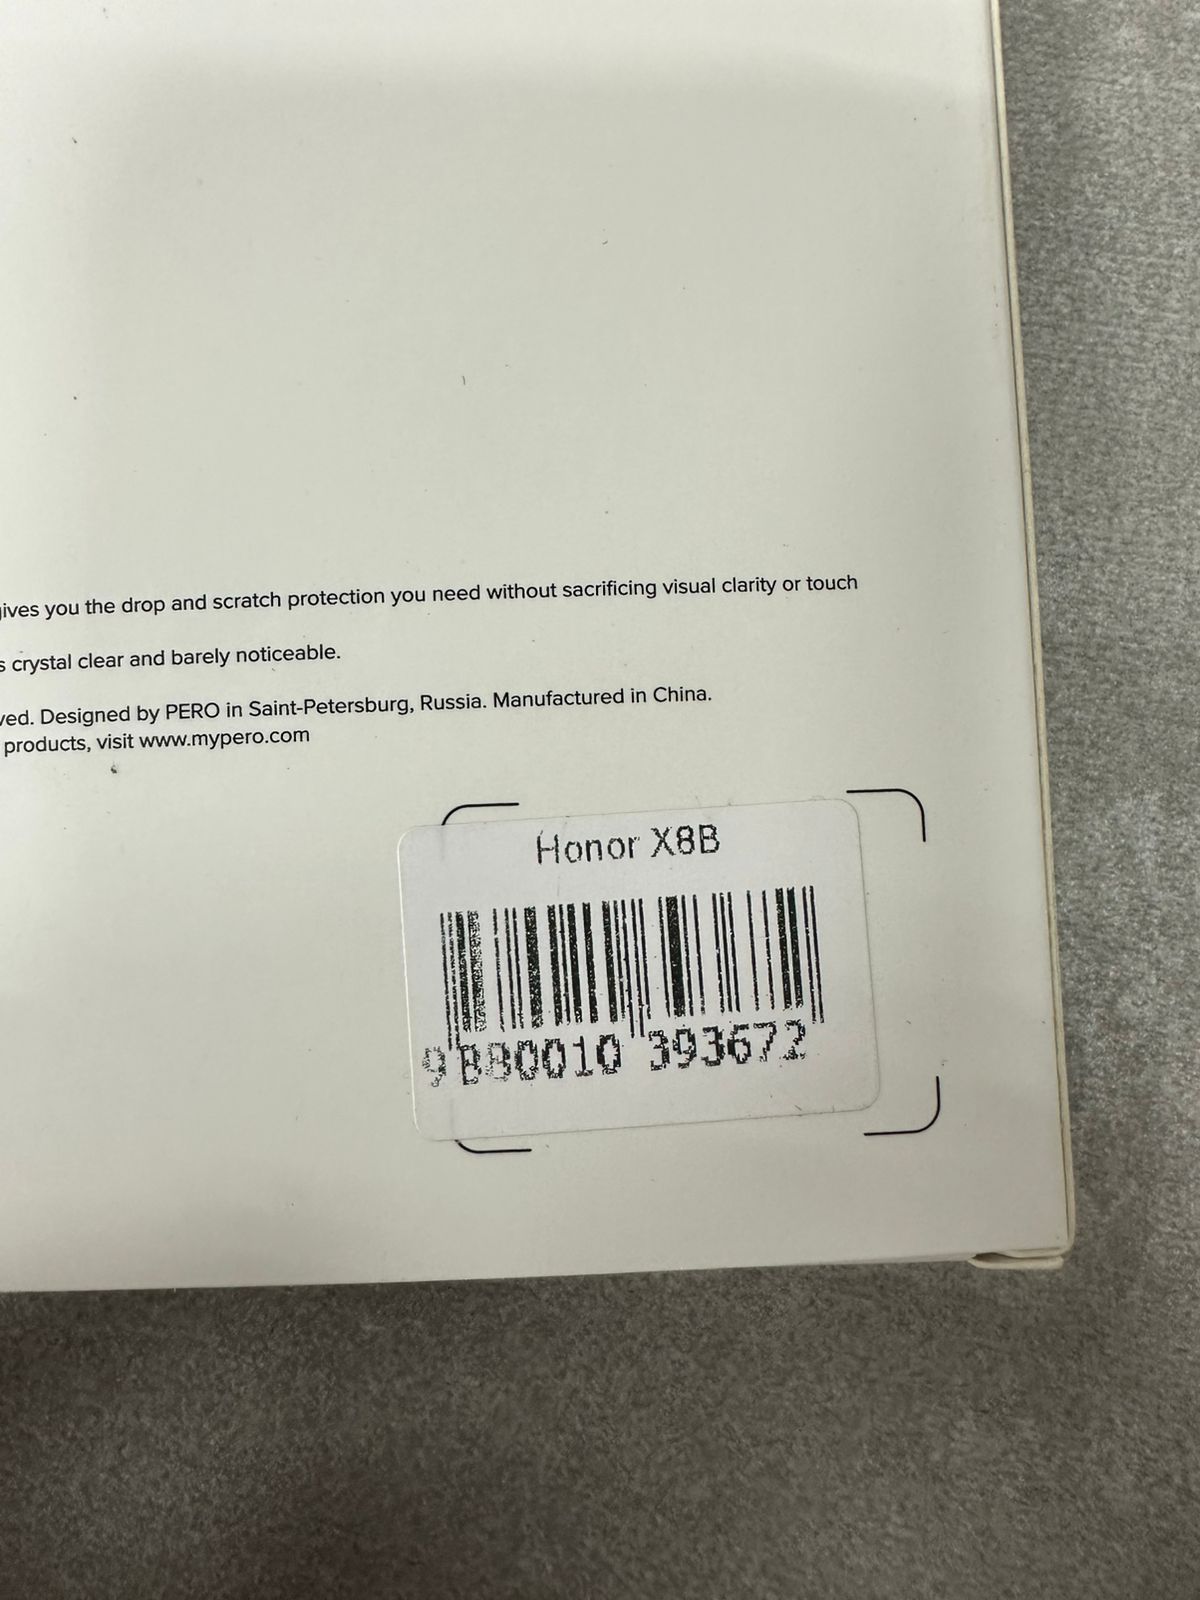 gives you the drop and scratch protection you need without sacrificing visual clarity or touch
s crystal clear and barely noticeable.
ved. Designed by PERO in Saint-Petersburg, Russia. Manufactured in China.
products, visit www.mypero.com
Honor X8B
9 880010 393672